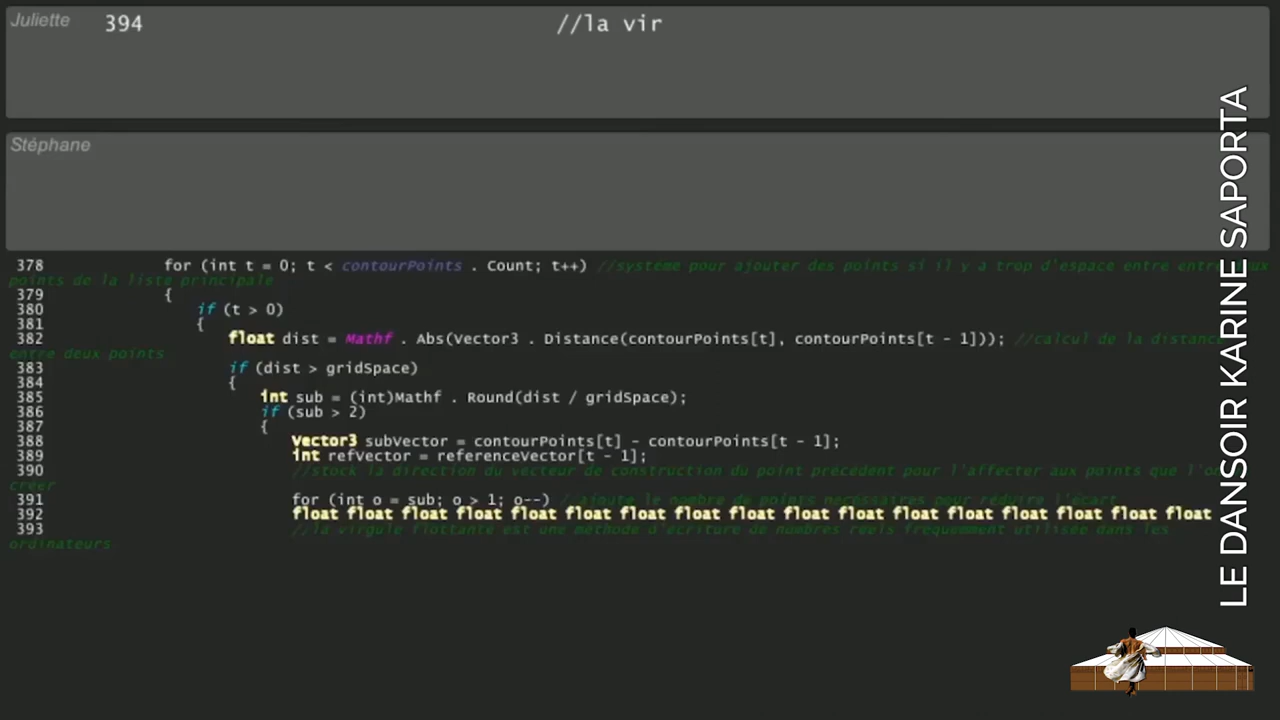 Juliette
394 //la vir
Stéphane
378 for (int t = 0; t < contourPoints . Count; t++) //système pour ajouter des points si il y a trop d'espace entre entre deux
points de la liste principale
379 {
380 if (t > 0)
381 {
382 float dist = Mathf . Abs(Vector3 . Distance(contourPoints[t], contourPoints[t - 1])); //calcul de la distance
entre deux points
383 if (dist > gridSpace)
384 {
385 int sub = (int)Mathf . Round(dist / gridSpace);
386 if (sub > 2)
387 {
388 Vector3 subVector = contourPoints[t] - contourPoints[t - 1];
389 int refVector = referenceVector[t - 1];
390 //stock la direction du vecteur de construction du point précédent pour l'affecter aux points que l'on
créer
391 for (int o = sub; o > 1; o--) //ajoute le nombre de points nécessaires pour réduire l'écart
392 float float float float float float float float float float float float float float float float float
393 //la virgule flottante est une méthode d'écriture de nombres réels fréquemment utilisée dans les
ordinateurs
LE DANSOIR KARINE SAPORTA